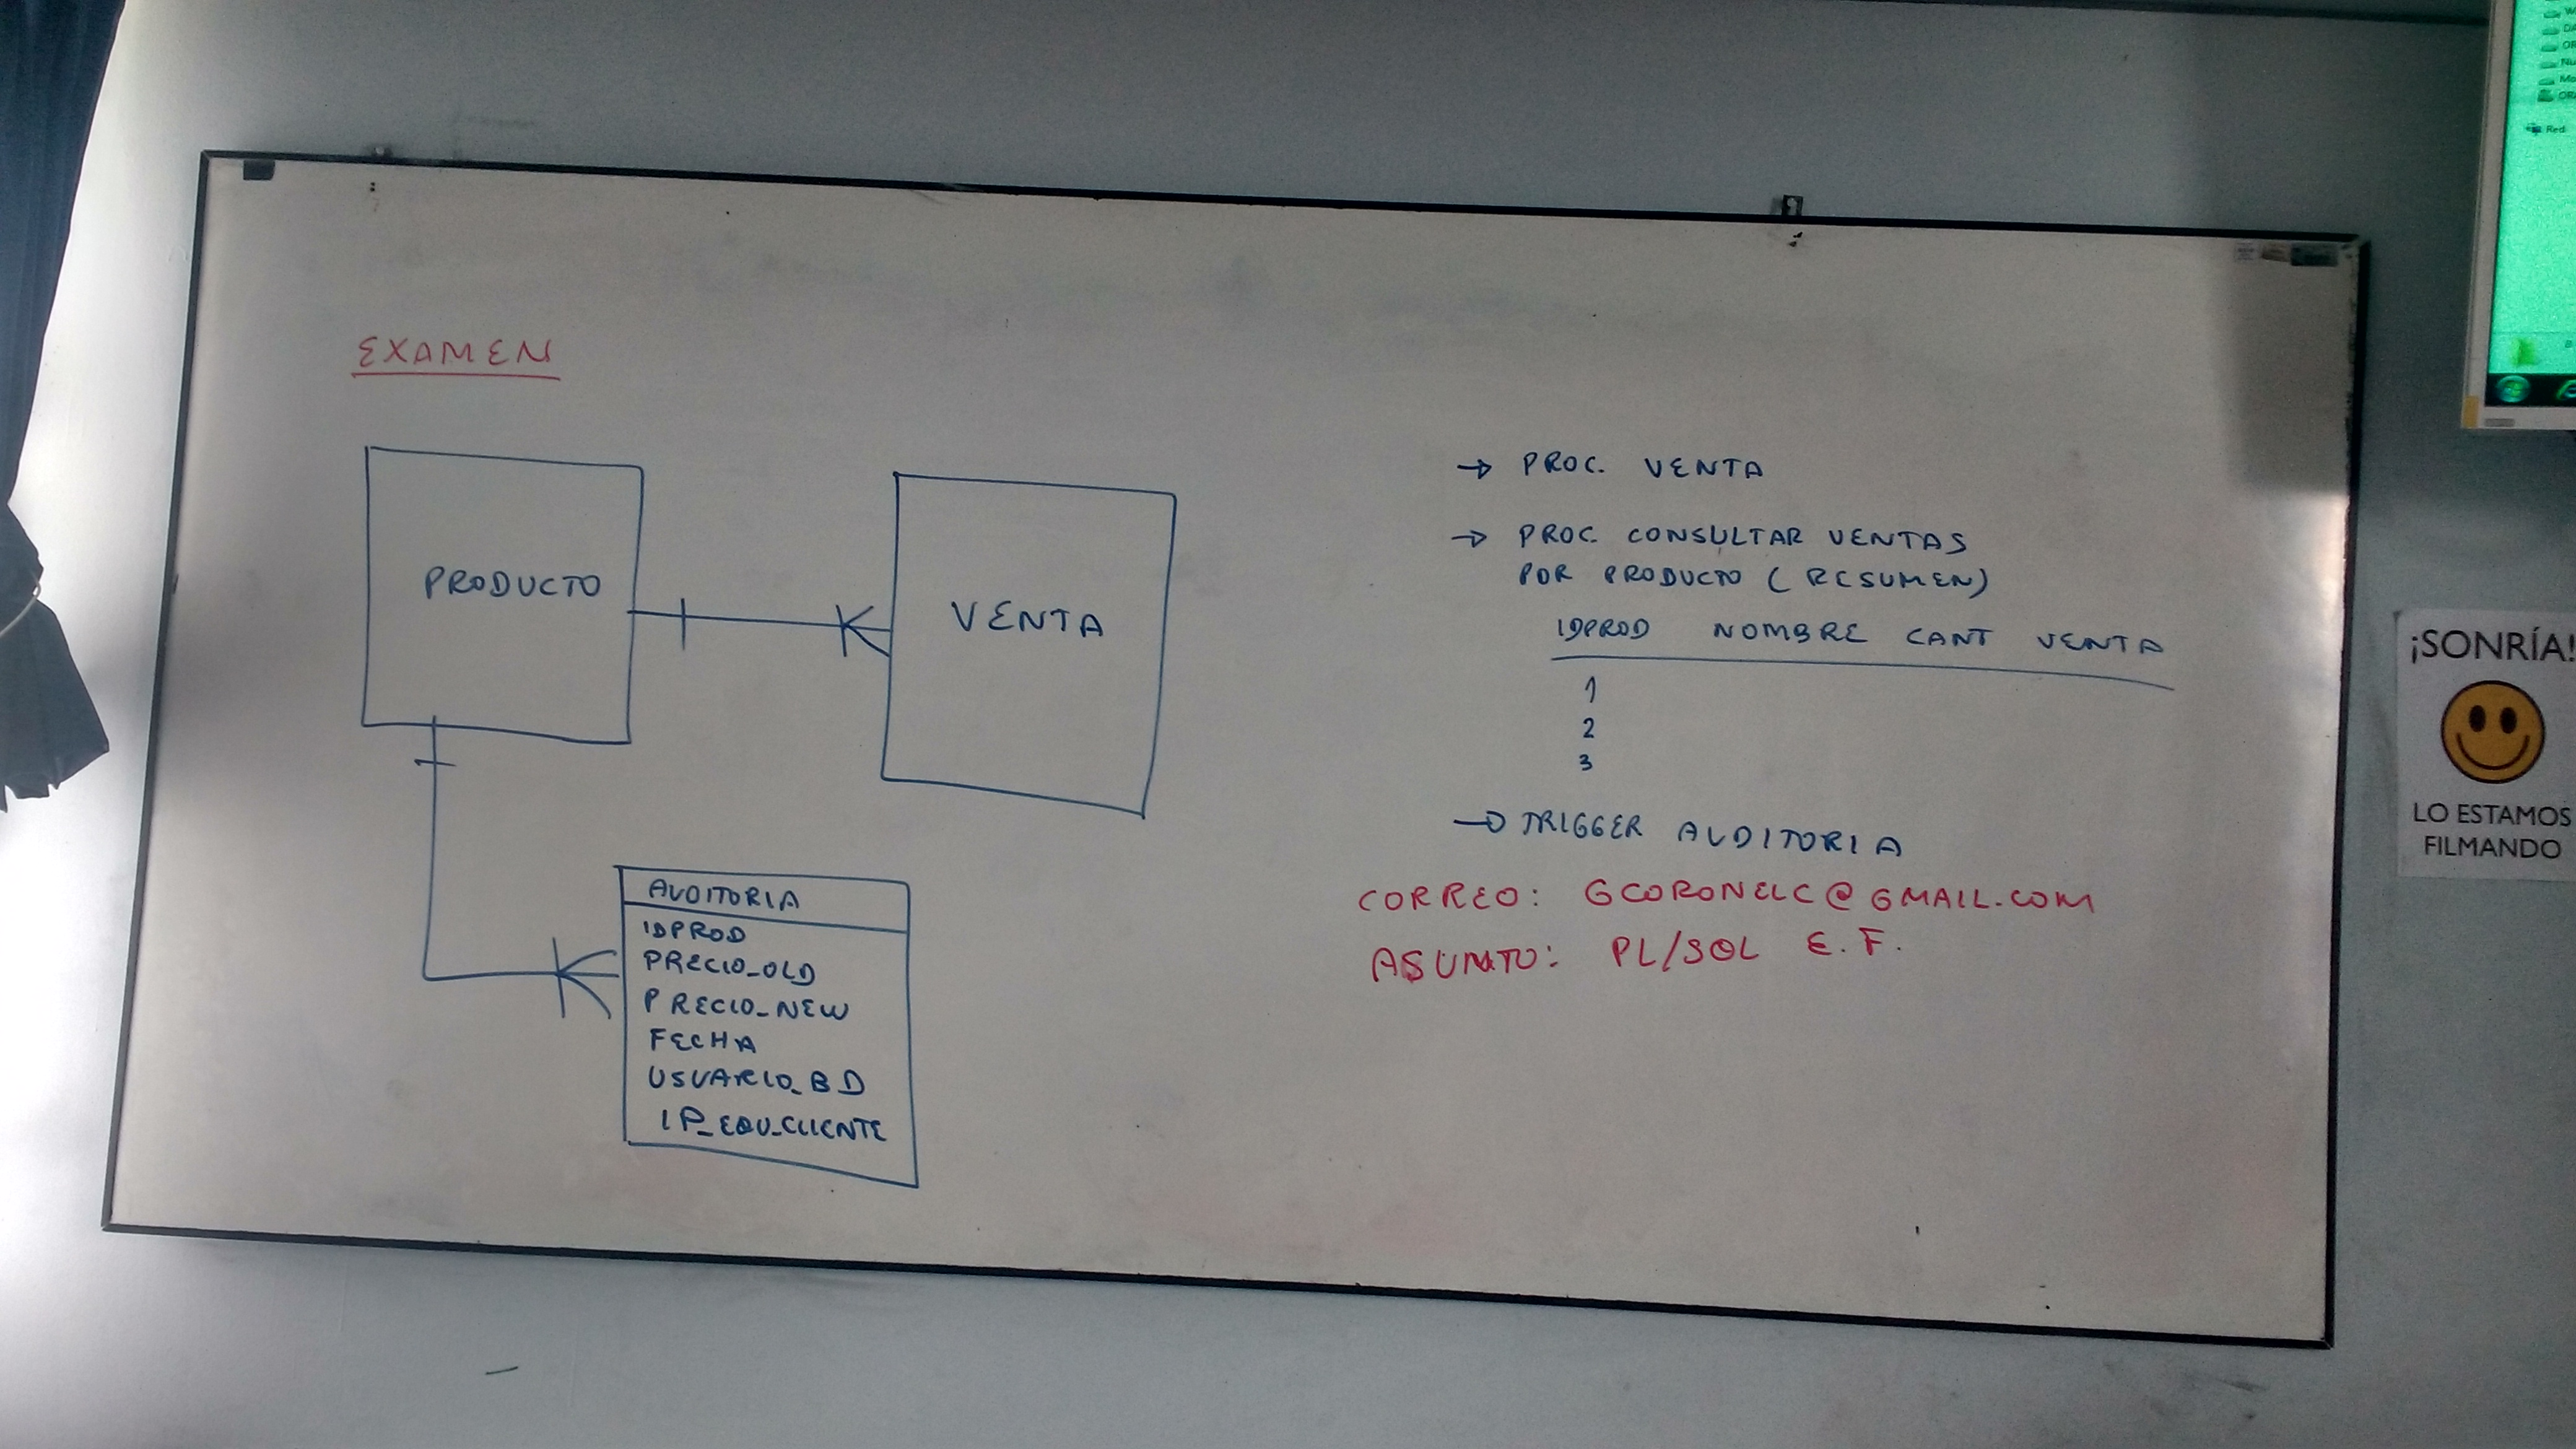 EXAMEN
PRODUCTO
VENTA
AUDITORIA
IDPROD
PRECIO_OLD
PRECIO_NEW
FECHA
USUARIO_BD
IP_EQU_CLIENTE
→ PROC. VENTA
→ PROC. CONSULTAR VENTAS
POR PRODUCTO (RESUMEN)
IDPROD NOMBRE CANT VENTA
1
2
3
→ TRIGGER AUDITORIA
CORREO: GCORONELC@GMAIL.COM
ASUNTO: PL/SQL E.F.
Red
¡SONRÍA!
LO ESTAMOS
FILMANDO